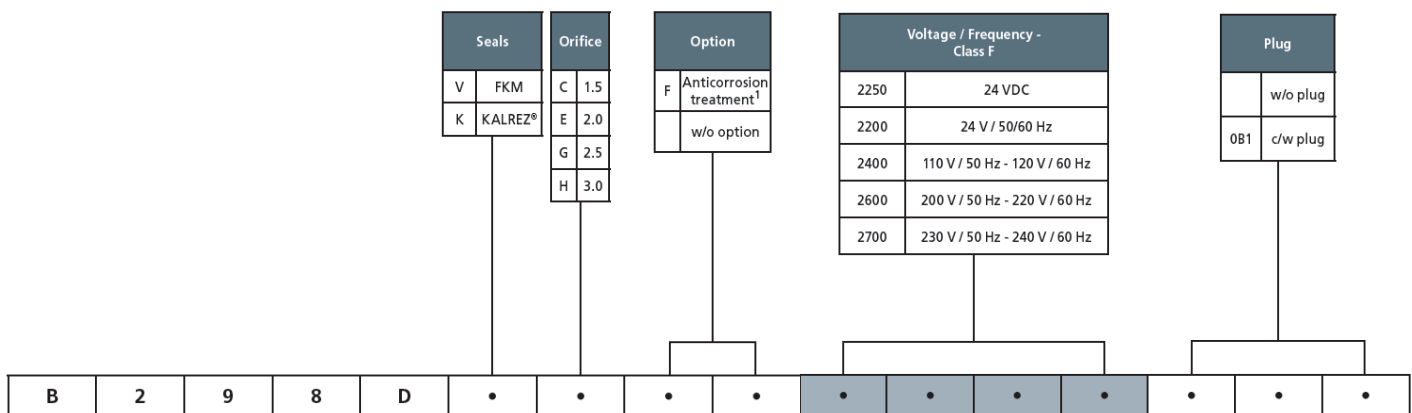 Seals
V FKM
K KALREZ®
Orifice
C 1.5
E 2.0
G 2.5
H 3.0
Option
F Anticorrosion
treatment1
w/o option
Voltage / Frequency -
Class F
2250 24 VDC
2200 24 V / 50/60 Hz
2400 110 V / 50 Hz - 120 V / 60 Hz
2600 200 V / 50 Hz - 220 V / 60 Hz
2700 230 V / 50 Hz - 240 V / 60 Hz
Plug
w/o plug
0B1 c/w plug
B 2 9 8 D • • • • • • • • • • •